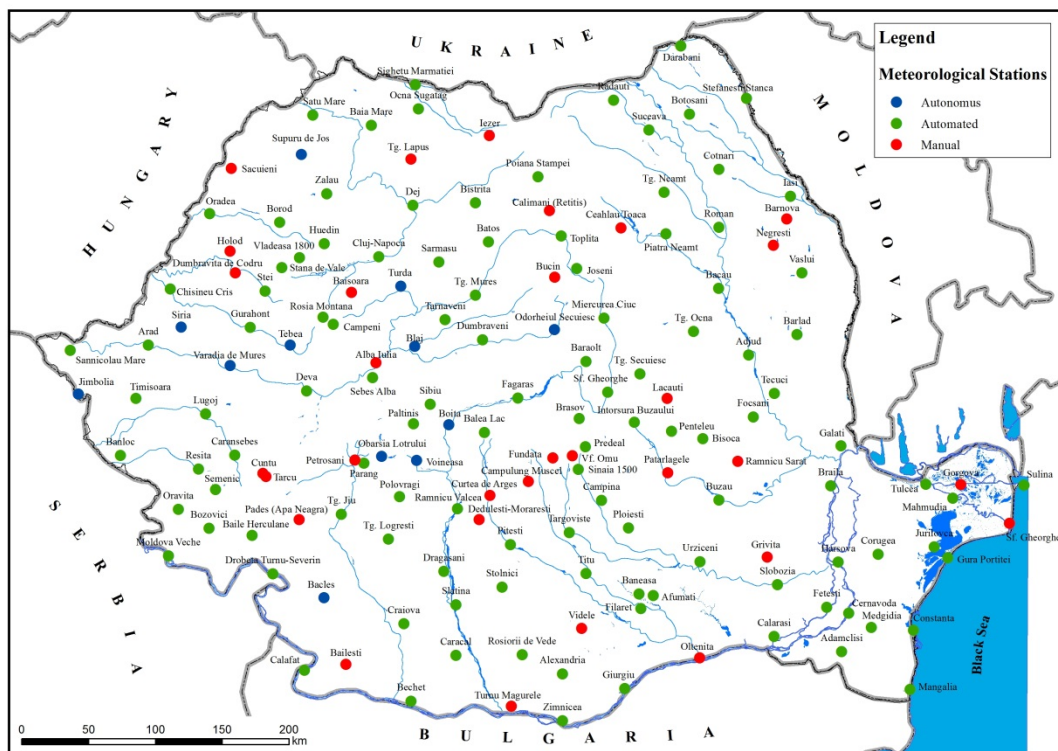 UKRAINE
HUNGARY
MOLDOVA
SERBIA
BULGARIA
Black Sea
Legend
Meteorological Stations
Autonomus
Automated
Manual
Darabani
Sighetu Marmatiei
Ocna Sugatag
Radauti
Stefanesti-Stanca
Satu Mare
Baia Mare
Botosani
Iezer
Suceava
Supuru de Jos
Tg. Lapus
Sacuieni
Poiana Stampei
Cotnari
Zalau
Dej
Bistrita
Tg. Neamt
Iasi
Oradea
Borod
Calimani (Retitis)
Ceahlau Toaca
Roman
Barnova
Huedin
Batos
Toplita
Piatra Neamt
Negresti
Holod
Vladeasa 1800
Cluj-Napoca
Sarmasu
Dumbravita de Codru
Stana de Vale
Stei
Baisoara
Turda
Bucin
Joseni
Bacau
Vaslui
Chisineu Cris
Tg. Mures
Rosia Montana
Campeni
Tarnaveni
Miercurea Ciuc
Siria
Gurahont
Odorheiul Secuiesc
Tg. Ocna
Barlad
Arad
Tebea
Blaj
Dumbraveni
Sannicolau Mare
Varadia de Mures
Alba Iulia
Baraolt
Adjud
Jimbolia
Timisoara
Deva
Sebes Alba
Sibiu
Fagaras
Tg. Secuiesc
Sf. Gheorghe
Lacauti
Tecuci
Lugoj
Paltinis
Boita
Balea Lac
Brasov
Intorsura Buzaului
Focsani
Penteleu
Bisoca
Banloc
Caransebes
Resita
Obarsia Lotrului
Predeal
Galati
Cuntu
Tarcu
Petrosani
Parang
Voineasa
Fundata
Vf. Omu
Sinaia 1500
Patarlagele
Ramnicu Sarat
Semenic
Campulung Muscel
Curtea de Arges
Polovragi
Ramnicu Valcea
Campina
Buzau
Braila
Tulcea
Gorgova
Sulina
Oravita
Bozovici
Pades (Apa Neagra)
Tg. Jiu
Dedulesti-Moraresti
Mahmudia
Baile Herculane
Tg. Logresti
Pitesti
Targoviste
Ploiesti
Sf. Gheorghe
Moldova Veche
Jurilovca
Corugea
Gura Portitei
Drobeta Turnu-Severin
Dragasani
Stolnici
Titu
Urziceni
Grivita
Harsova
Slobozia
Bacles
Slatina
Baneasa
Afumati
Filaret
Fetesti
Cernavoda
Medgidia
Craiova
Videle
Calarasi
Constanta
Caracal
Rosiorii de Vede
Oltenita
Adamclisi
Calafat
Bailesti
Alexandria
Giurgiu
Mangalia
Bechet
Turnu Magurele
Zimnicea
0 50 100 150 200
km